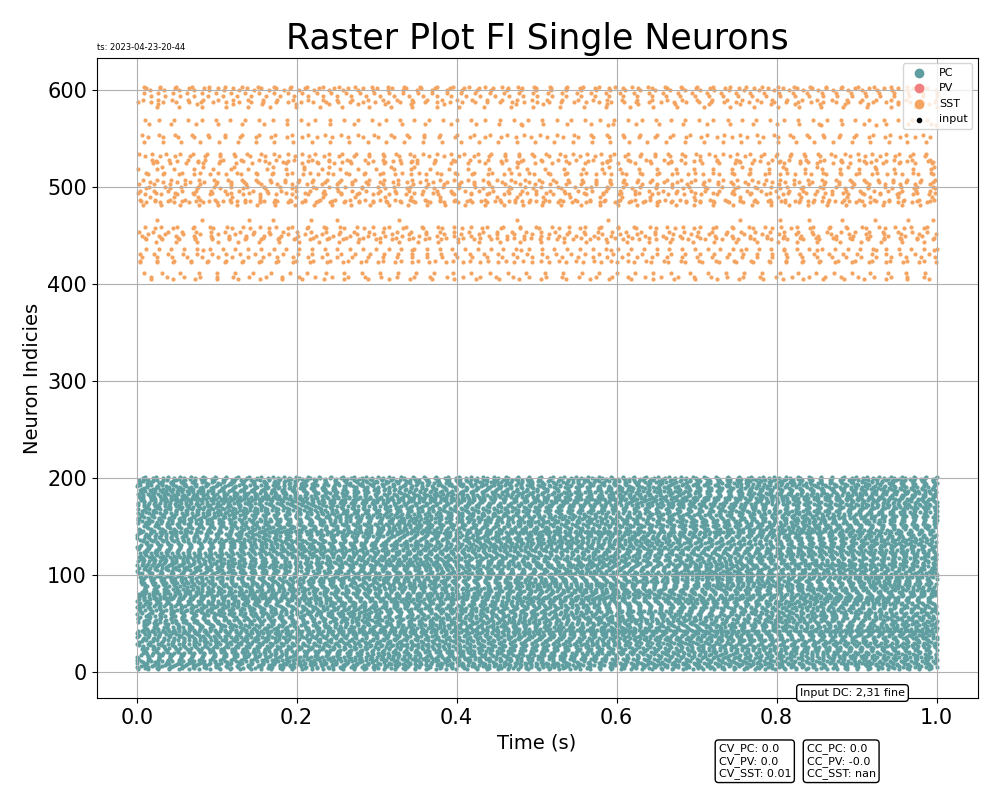 Raster Plot FI Single Neurons
ts: 2023-04-23-20-44
PC
PV
SST
input
600
500
400
300
200
100
0
Neuron Indicies
0.0 0.2 0.4 0.6 0.8 1.0
Time (s)
Input DC: 2,31 fine
CV_PC: 0.0
CV_PV: 0.0
CV_SST: 0.01
CC_PC: 0.0
CC_PV: -0.0
CC_SST: nan